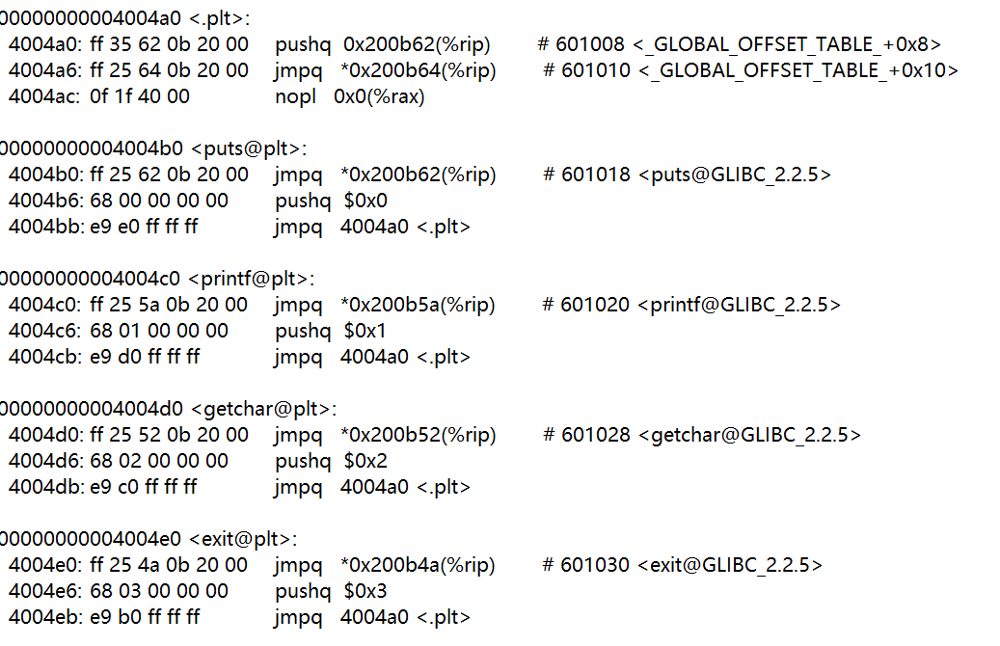 00000000004004a0 <.plt>:
4004a0: ff 35 62 0b 20 00 pushq 0x200b62(%rip) # 601008 <_GLOBAL_OFFSET_TABLE_+0x8>
4004a6: ff 25 64 0b 20 00 jmpq *0x200b64(%rip) # 601010 <_GLOBAL_OFFSET_TABLE_+0x10>
4004ac: 0f 1f 40 00 nopl 0x0(%rax)
00000000004004b0 <puts@plt>:
4004b0: ff 25 62 0b 20 00 jmpq *0x200b62(%rip) # 601018 <puts@GLIBC_2.2.5>
4004b6: 68 00 00 00 00 pushq $0x0
4004bb: e9 e0 ff ff ff jmpq 4004a0 <.plt>
00000000004004c0 <printf@plt>:
4004c0: ff 25 5a 0b 20 00 jmpq *0x200b5a(%rip) # 601020 <printf@GLIBC_2.2.5>
4004c6: 68 01 00 00 00 pushq $0x1
4004cb: e9 d0 ff ff ff jmpq 4004a0 <.plt>
00000000004004d0 <getchar@plt>:
4004d0: ff 25 52 0b 20 00 jmpq *0x200b52(%rip) # 601028 <getchar@GLIBC_2.2.5>
4004d6: 68 02 00 00 00 pushq $0x2
4004db: e9 c0 ff ff ff jmpq 4004a0 <.plt>
00000000004004e0 <exit@plt>:
4004e0: ff 25 4a 0b 20 00 jmpq *0x200b4a(%rip) # 601030 <exit@GLIBC_2.2.5>
4004e6: 68 03 00 00 00 pushq $0x3
4004eb: e9 b0 ff ff ff jmpq 4004a0 <.plt>